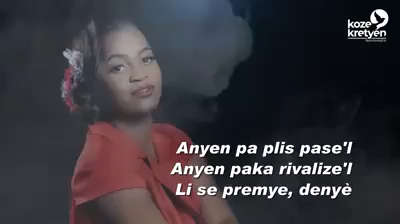 koze
kretyen
Anyen pa plis pase'l
Anyen paka rivalize'l
Li se premye, denyè